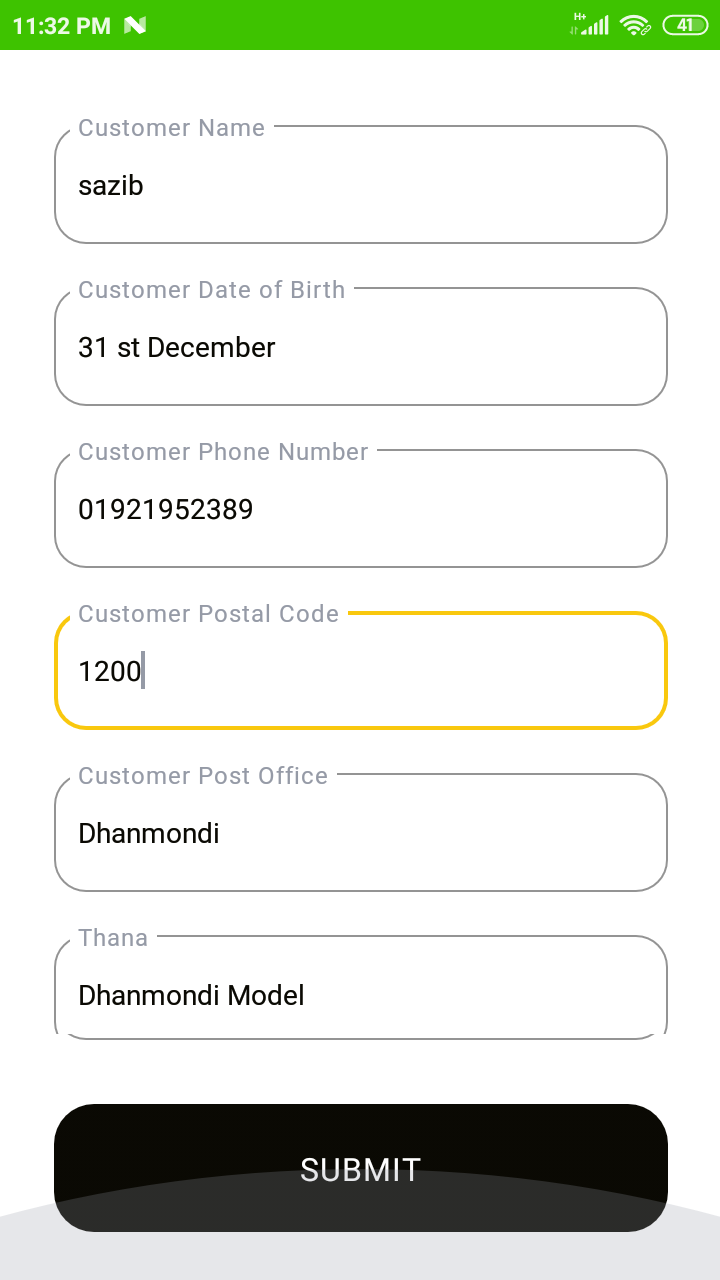 11:32 PM
H+
41
Customer Name
sazib
Customer Date of Birth
31 st December
Customer Phone Number
01921952389
Customer Postal Code
1200
Customer Post Office
Dhanmondi
Thana
Dhanmondi Model
SUBMIT